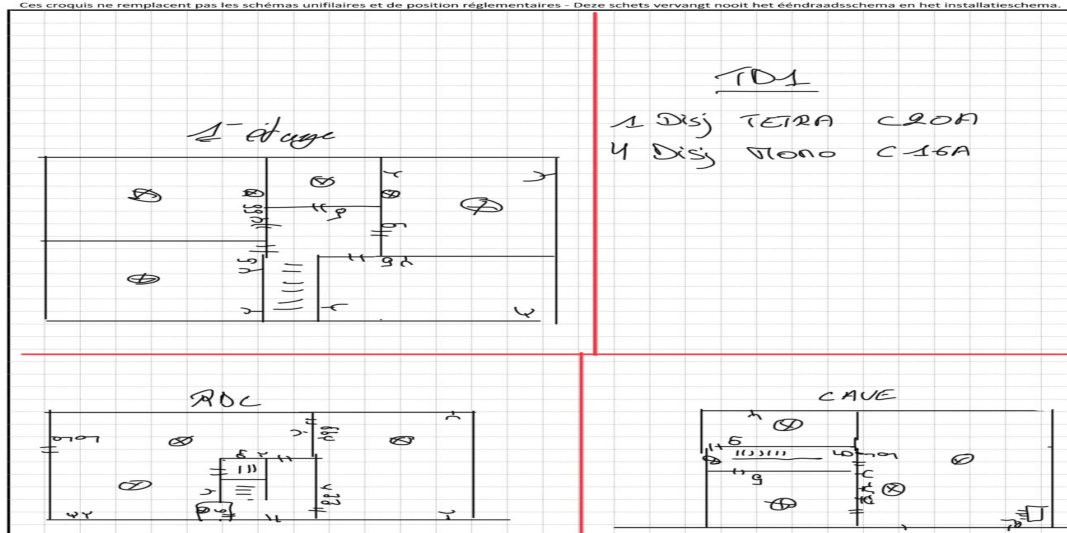 Ces croquis ne remplacent pas les schémas unifilaires et de position réglementaires - Deze schets vervangt nooit het ééndraadsschema en het installatieschema.
TD1
1 Disj TETRA C20A
4 Disj Mono C16A
1er étage
RDC
CAVE